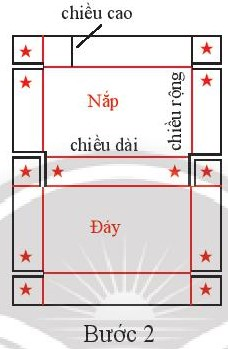 chiều cao
Nắp
chiều rộng
chiều dài
Đáy
Bước 2